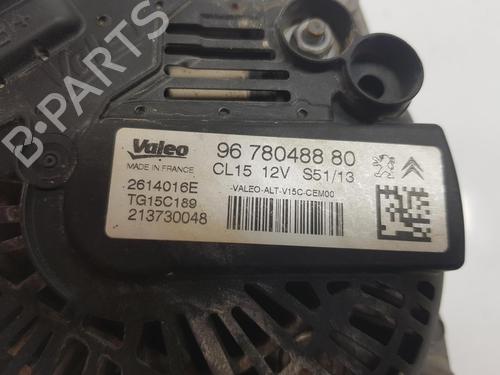 B-PARTS
Valeo
MADE IN FRANCE
96 780488 80
CL15 12V S51/13
2614016E
-VALEO-ALT-V15C-CEM00
TG15C189
213730048